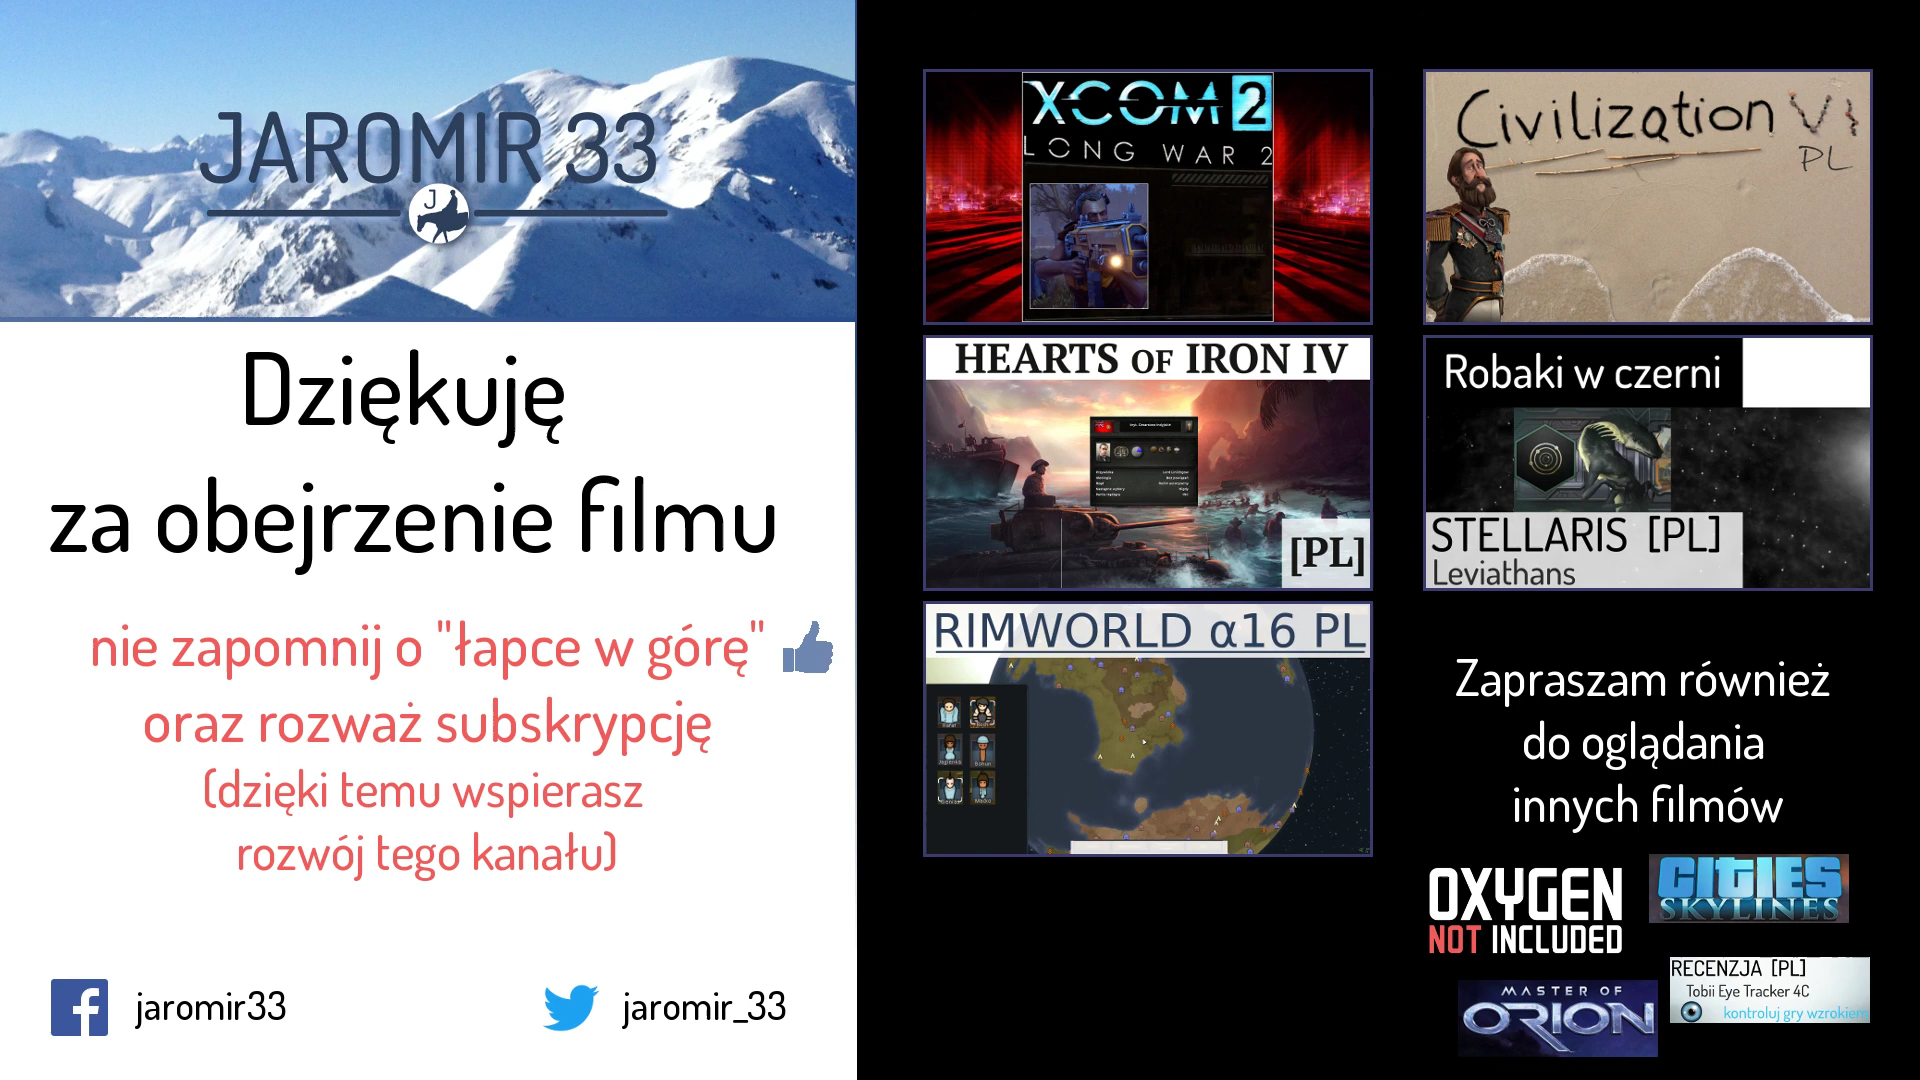 JAROMIR 33
J
Dziękuję
za obejrzenie filmu
nie zapomnij o "łapce w górę"
oraz rozważ subskrypcję
(dzięki temu wspierasz
rozwój tego kanału)
jaromir33
jaromir_33
XCOM 2
LONG WAR 2
Civilization VI
PL
HEARTS OF IRON IV
[PL]
Robaki w czerni
STELLARIS [PL]
Leviathans
RIMWORLD α16 PL
Zapraszam również
do oglądania
innych filmów
OXYGEN
NOT INCLUDED
CITIES
SKYLINES
MASTER OF
ORION
RECENZJA [PL]
Tobii Eye Tracker 4C
kontroluj gry wzrokiem